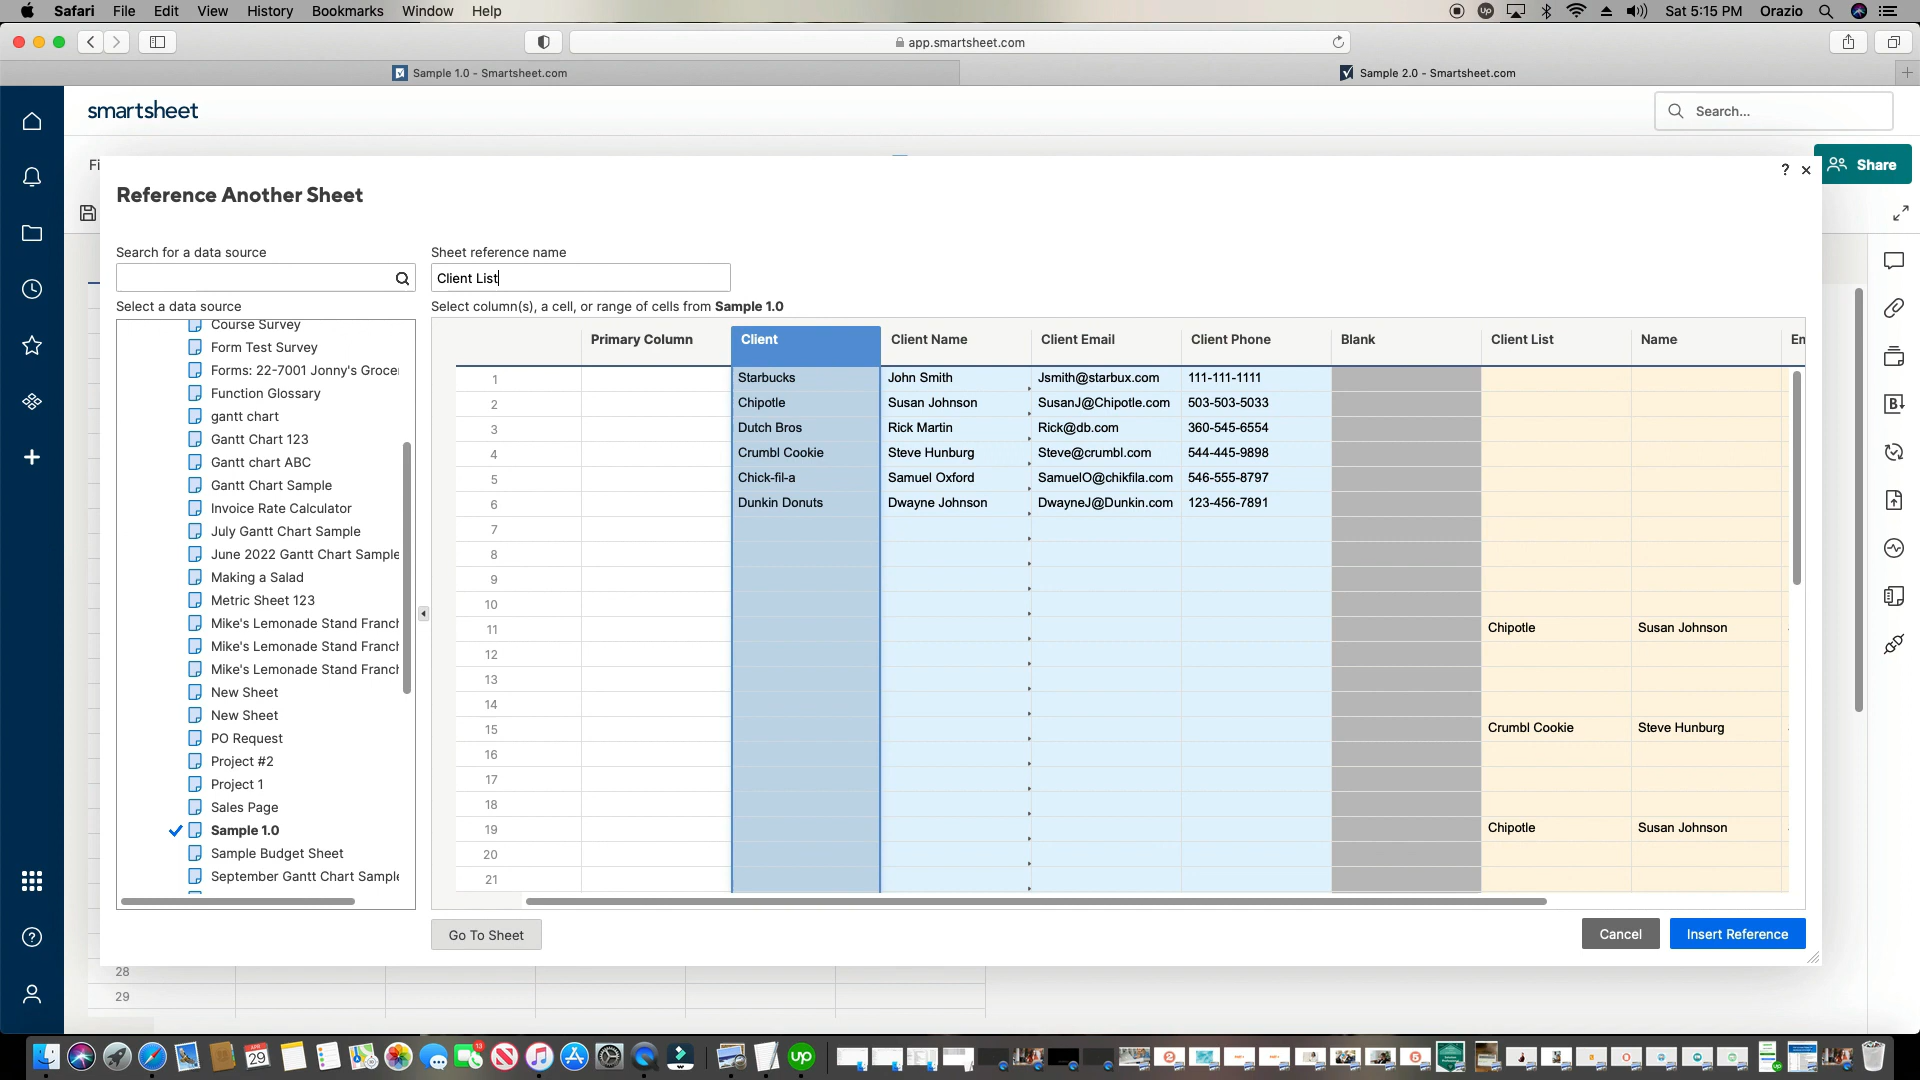 Safari File Edit View History Bookmarks Window Help
Sat 5:15 PM Orazio
app.smartsheet.com
Sample 1.0 - Smartsheet.com
Sample 2.0 - Smartsheet.com
smartsheet
Search...
Fi
Share
Reference Another Sheet
?
Search for a data source
Sheet reference name
Client List
Select a data source
Select column(s), a cell, or range of cells from Sample 1.0
Course Survey
Form Test Survey
Forms: 22-7001 Jonny's Grocer
Function Glossary
gantt chart
Gantt Chart 123
Gantt chart ABC
Gantt Chart Sample
Invoice Rate Calculator
July Gantt Chart Sample
June 2022 Gantt Chart Sample
Making a Salad
Metric Sheet 123
Mike's Lemonade Stand Franch
Mike's Lemonade Stand Franch
Mike's Lemonade Stand Franch
New Sheet
New Sheet
PO Request
Project #2
Project 1
Sales Page
Sample 1.0
Sample Budget Sheet
September Gantt Chart Sample
Primary Column Client Client Name Client Email Client Phone Blank Client List Name En
1 Starbucks John Smith Jsmith@starbux.com 111-111-1111
2 Chipotle Susan Johnson SusanJ@Chipotle.com 503-503-5033
3 Dutch Bros Rick Martin Rick@db.com 360-545-6554
4 Crumbl Cookie Steve Hunburg Steve@crumbl.com 544-445-9898
5 Chick-fil-a Samuel Oxford SamuelO@chikfila.com 546-555-8797
6 Dunkin Donuts Dwayne Johnson DwayneJ@Dunkin.com 123-456-7891
7
8
9
10
11 Chipotle Susan Johnson
12
13
14
15 Crumbl Cookie Steve Hunburg
16
17
18
19 Chipotle Susan Johnson
20
21
Go To Sheet
Cancel
Insert Reference
28
29